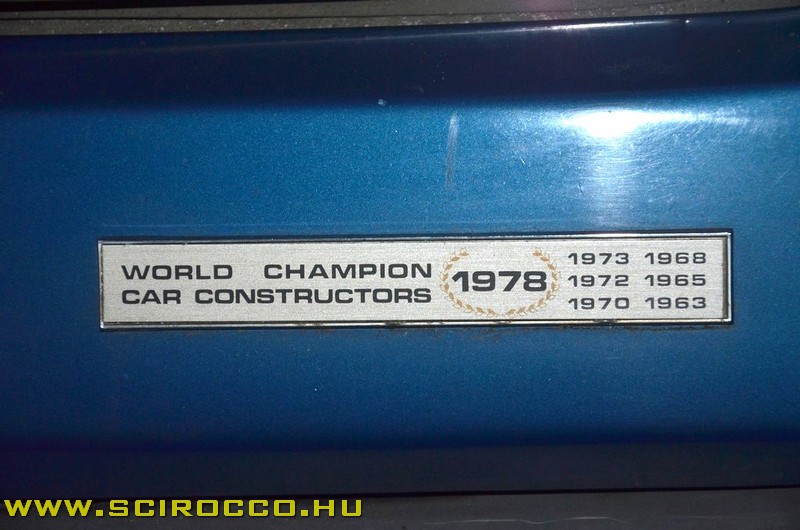 WORLD CHAMPION
CAR CONSTRUCTORS
1978
1973 1968
1972 1965
1970 1963
WWW.SCIROCCO.HU